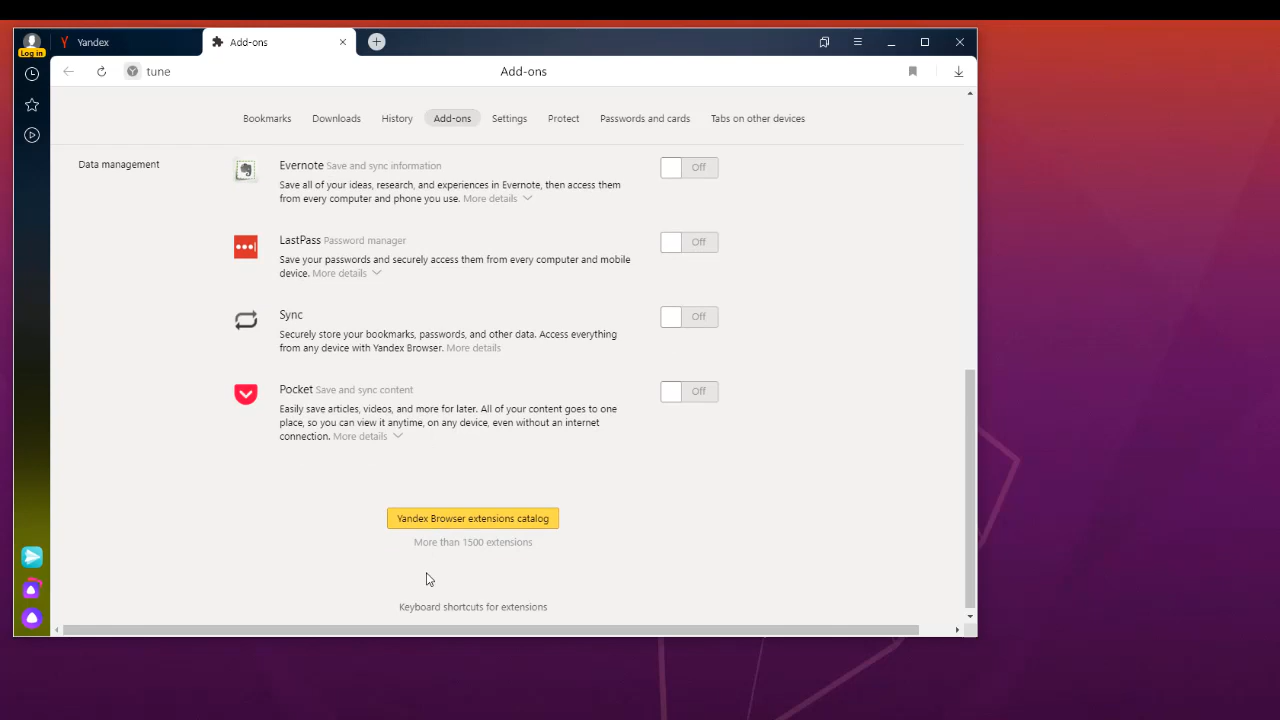 Log in
Yandex
Add-ons
tune
Add-ons
Bookmarks
Downloads
History
Add-ons
Settings
Protect
Passwords and cards
Tabs on other devices
Data management
Evernote Save and sync information
Off
Save all of your ideas, research, and experiences in Evernote, then access them
from every computer and phone you use. More details
LastPass Password manager
Off
Save your passwords and securely access them from every computer and mobile
device. More details
Sync
Off
Securely store your bookmarks, passwords, and other data. Access everything
from any device with Yandex Browser. More details
Pocket Save and sync content
Off
Easily save articles, videos, and more for later. All of your content goes to one
place, so you can view it anytime, on any device, even without an internet
connection. More details
Yandex Browser extensions catalog
More than 1500 extensions
Keyboard shortcuts for extensions